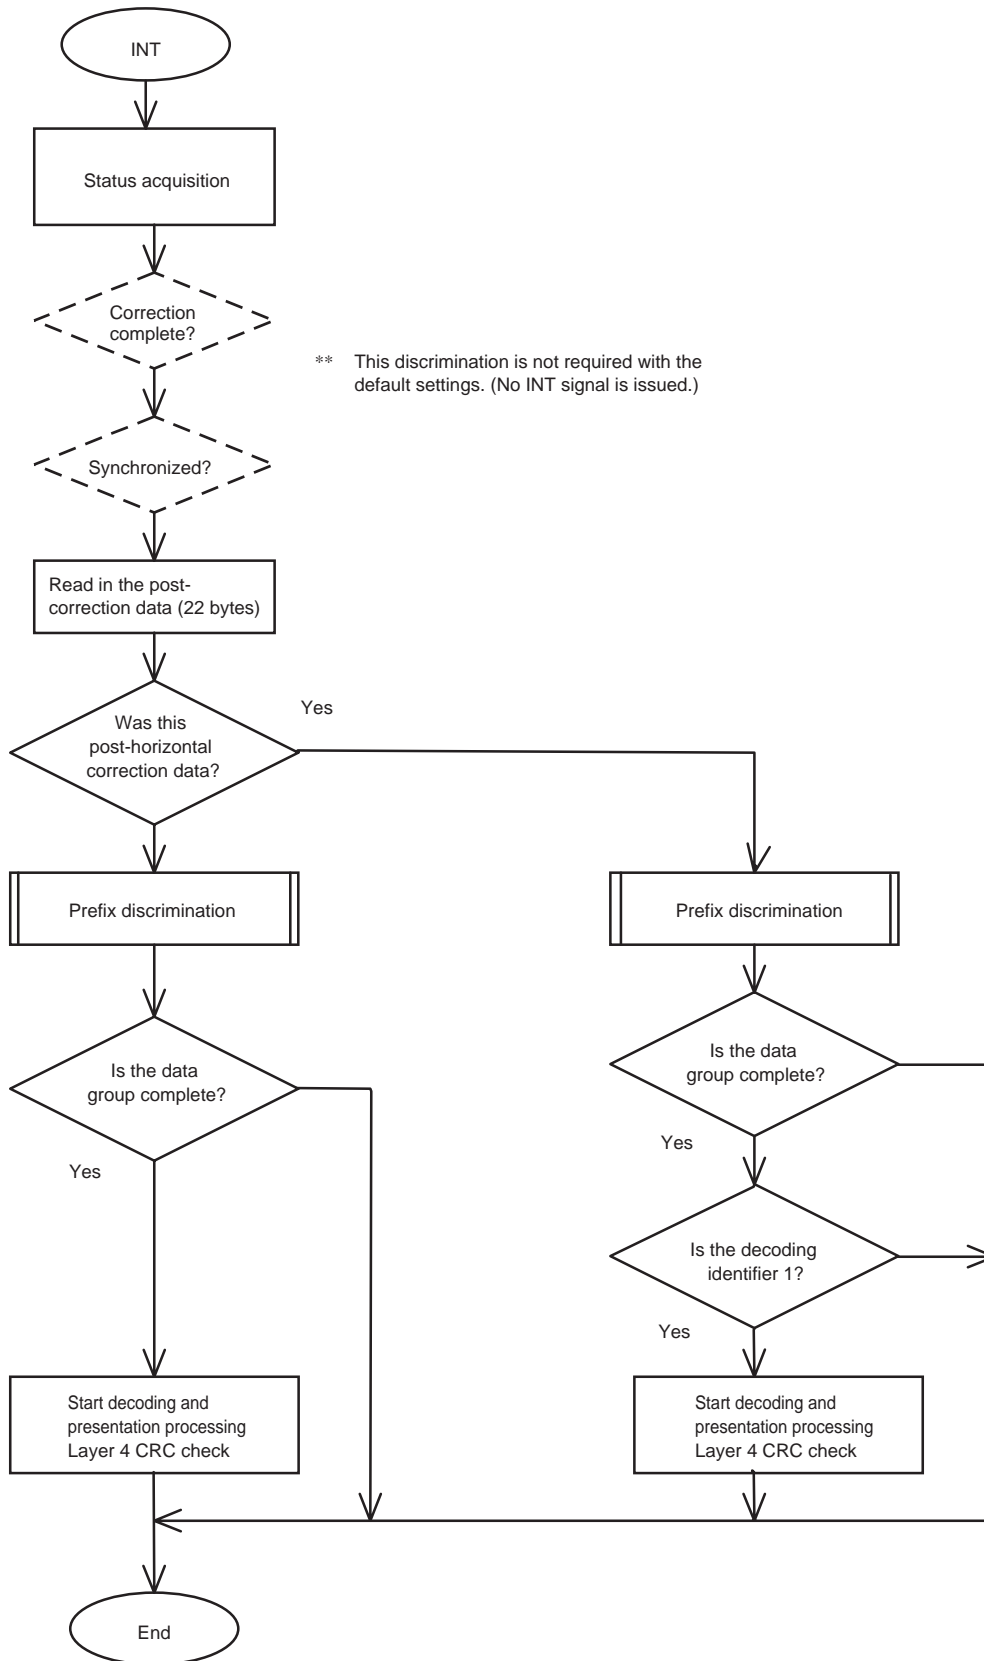 INT
Status acquisition
Correction
complete?
** This discrimination is not required with the
default settings. (No INT signal is issued.)
Synchronized?
Read in the post-
correction data (22 bytes)
Was this
post-horizontal
correction data?
Yes
Prefix discrimination
Prefix discrimination
Is the data
group complete?
Yes
Is the data
group complete?
Yes
Is the decoding
identifier 1?
Yes
Start decoding and
presentation processing
Layer 4 CRC check
Start decoding and
presentation processing
Layer 4 CRC check
End